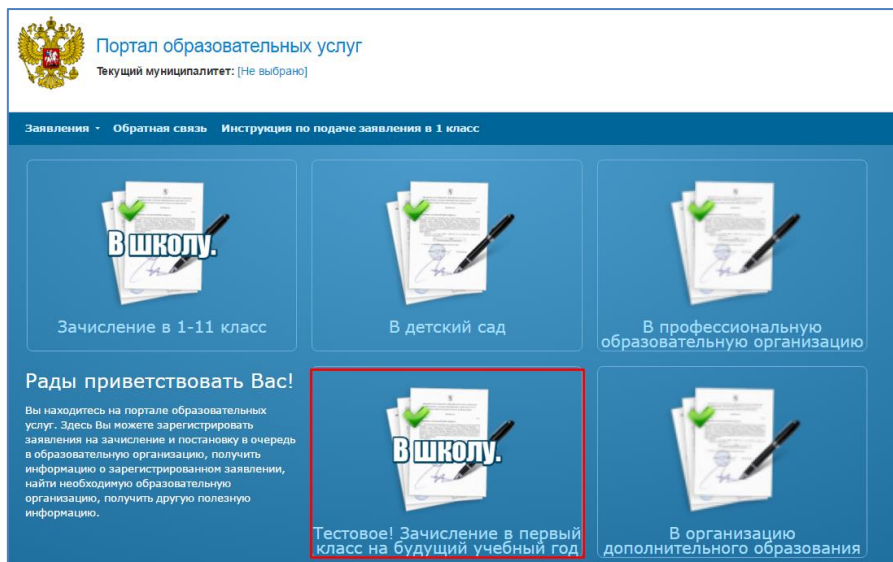 Портал образовательных услуг
Текущий муниципалитет: [Не выбрано]
Заявления Обратная связь Инструкция по подаче заявления в 1 класс
В школу.
Зачисление в 1-11 класс
В детский сад
В профессиональную
образовательную организацию
Рады приветствовать Вас!
Вы находитесь на портале образовательных
услуг. Здесь Вы можете зарегистрировать
заявления на зачисление и постановку в очередь
в образовательную организацию, получить
информацию о зарегистрированном заявлении,
найти необходимую образовательную
организацию, получить другую полезную
информацию.
В школу.
Тестовое! Зачисление в первый
класс на будущий учебный год
В организацию
дополнительного образования